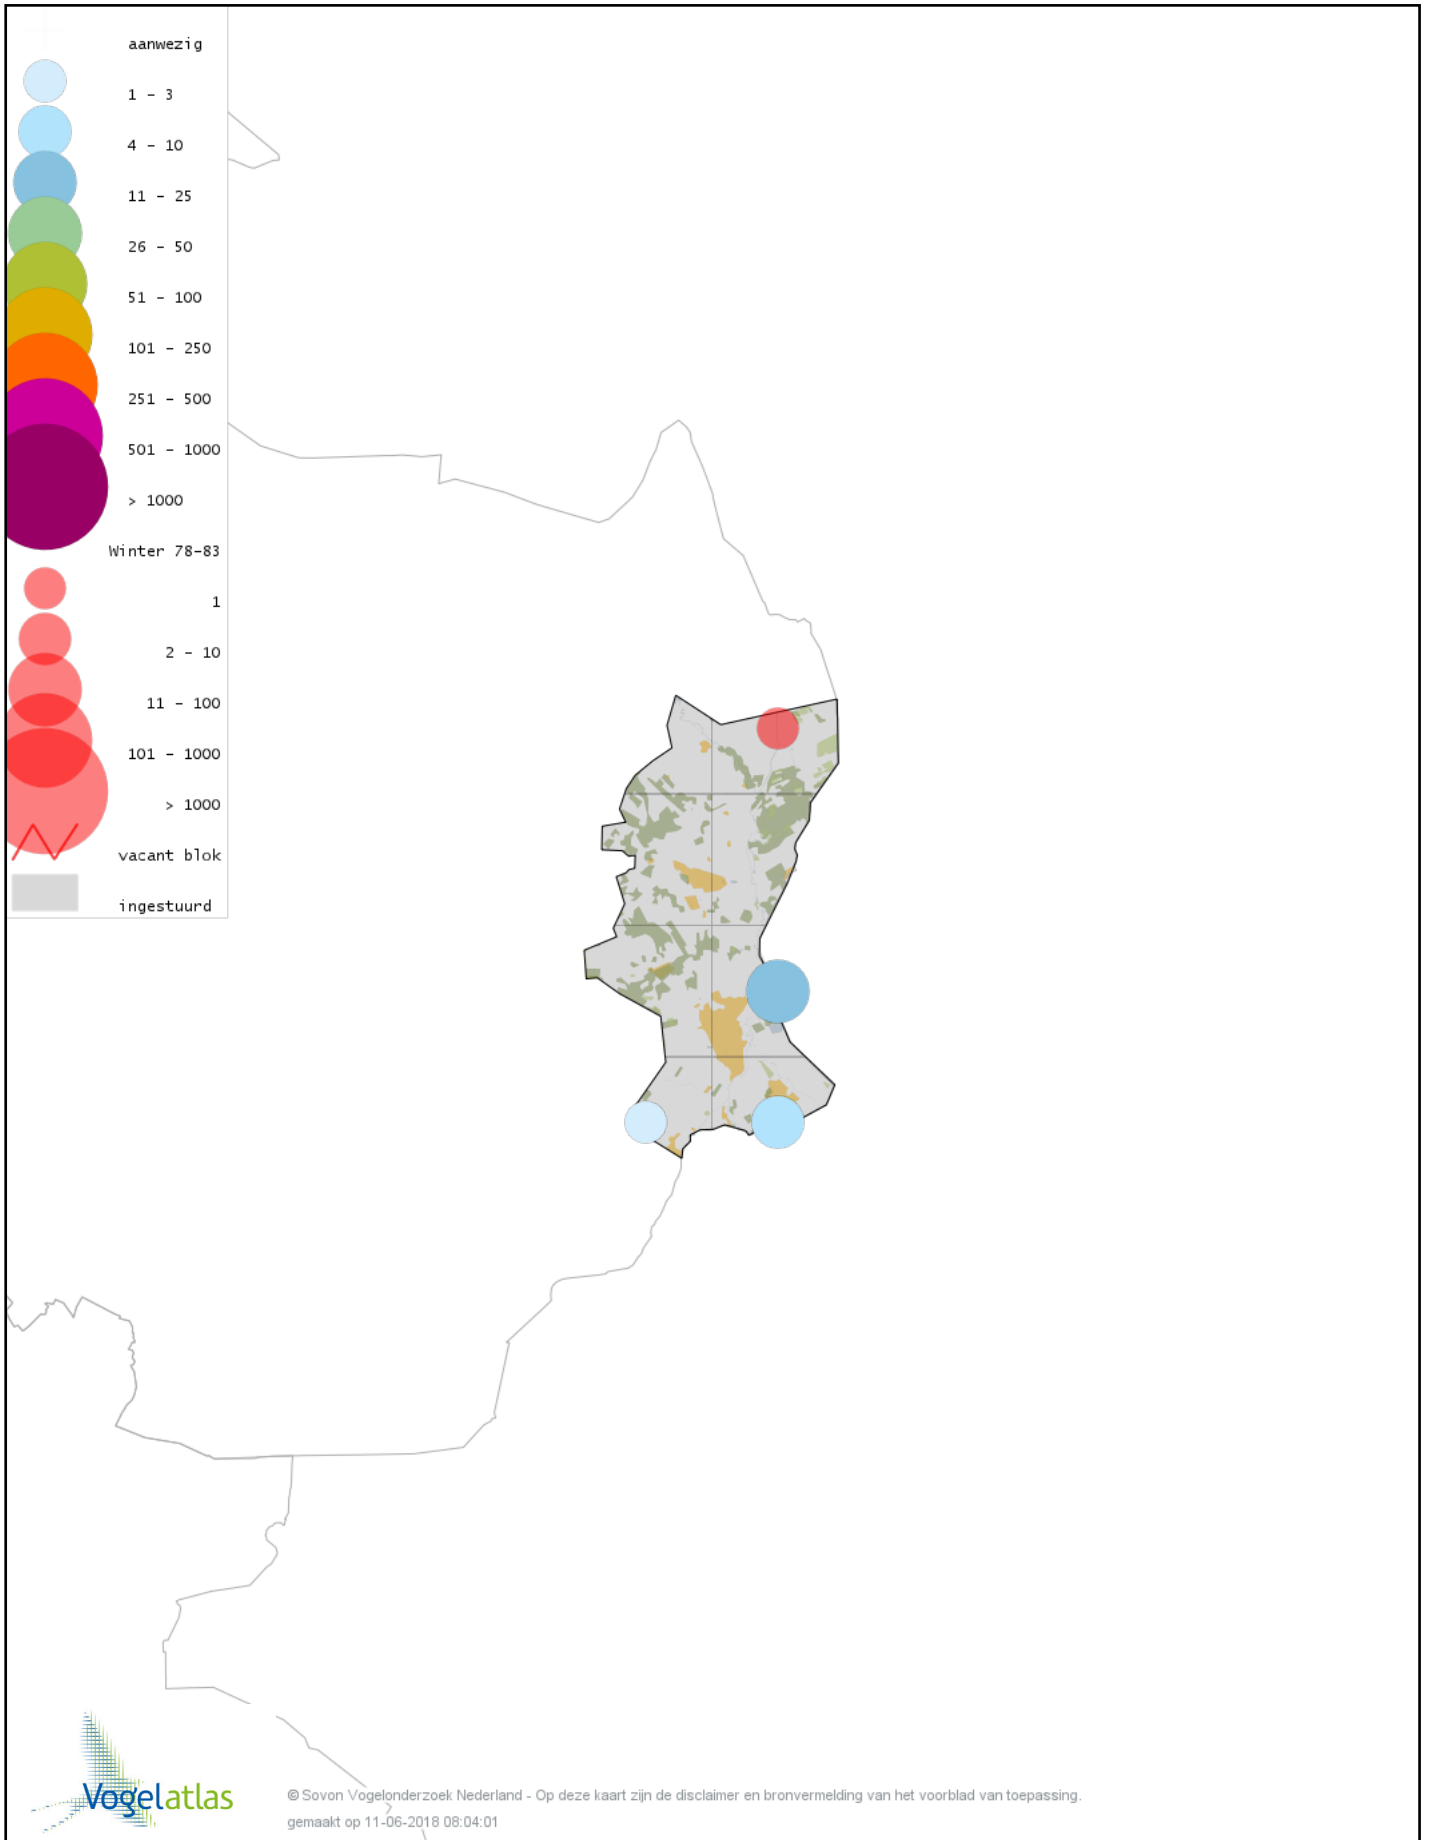 aanwezig
1 - 3
4 - 10
11 - 25
26 - 50
51 - 100
101 - 250
251 - 500
501 - 1000
> 1000
Winter 78-83
1
2 - 10
11 - 100
101 - 1000
> 1000
vacant blok
ingestuurd
Vogelatlas
© Sovon Vogelonderzoek Nederland - Op deze kaart zijn de disclaimer en bronvermelding van het voorblad van toepassing.
gemaakt op 11-06-2018 08:04:01